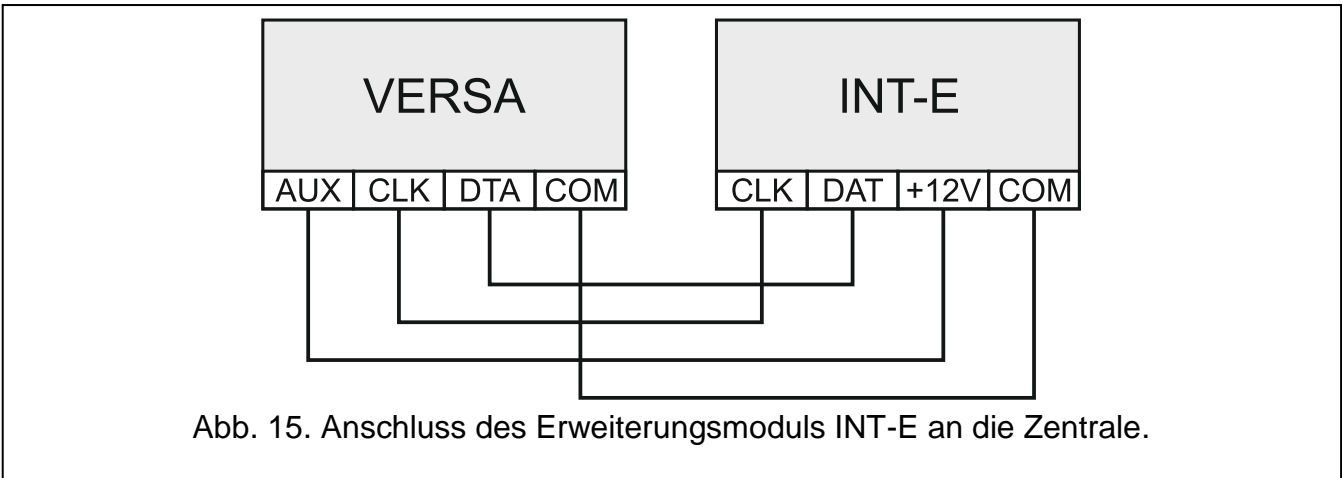 VERSA INT-E
AUX CLK DTA COM CLK DAT +12V COM
Abb. 15. Anschluss des Erweiterungsmoduls INT-E an die Zentrale.